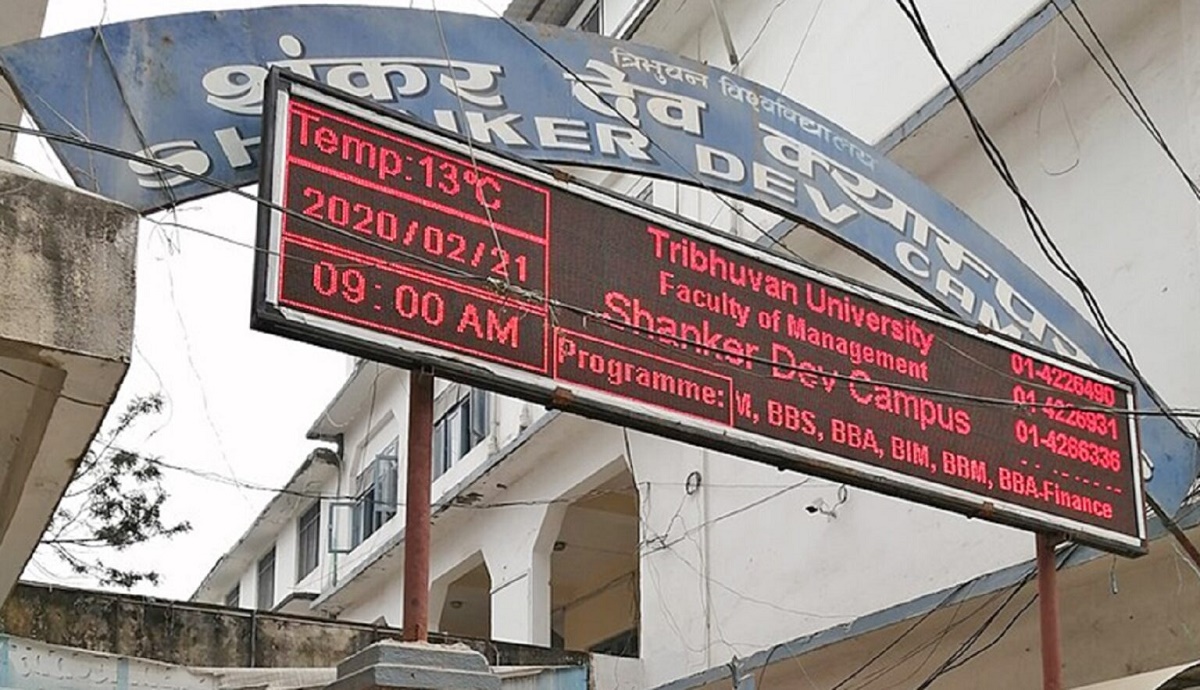 त्रिभुवन विश्वविद्यालय
शंकर देव क्याम्पस
SHANKER DEV CAMPUS
Temp:13℃
2020/02/21
09:00 AM
Tribhuvan University
Faculty of Management
Shanker Dev Campus
01-4226490
01-4226931
01-4266336
Programme:
M, BBS, BBA, BIM, BBM, BBA-Finance